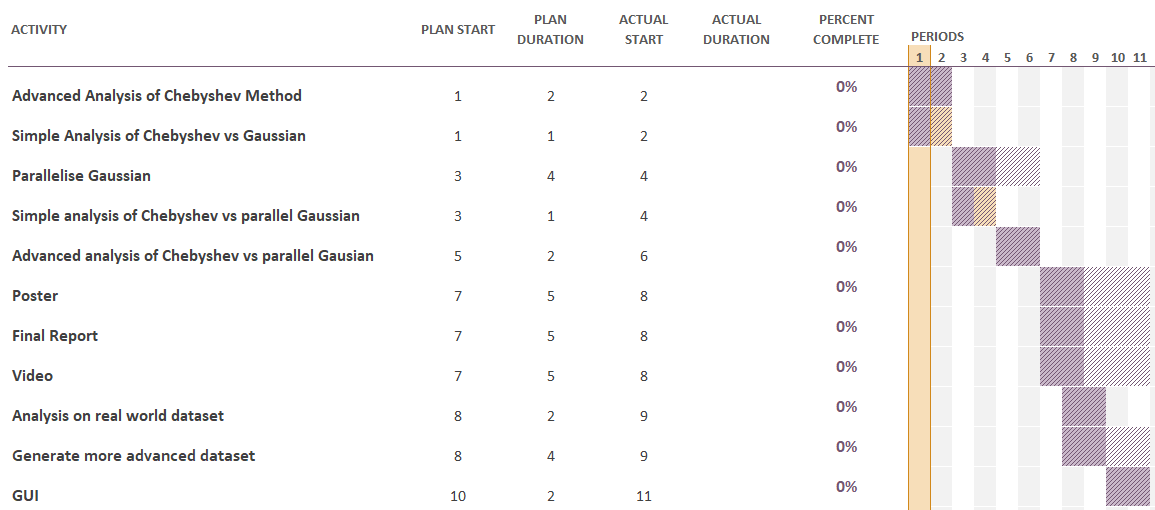 ACTIVITY PLAN START PLAN DURATION ACTUAL START ACTUAL DURATION PERCENT COMPLETE PERIODS
1 2 3 4 5 6 7 8 9 10 11
Advanced Analysis of Chebyshev Method 1 2 2 0%
Simple Analysis of Chebyshev vs Gaussian 1 1 2 0%
Parallelise Gaussian 3 4 4 0%
Simple analysis of Chebyshev vs parallel Gaussian 3 1 4 0%
Advanced analysis of Chebyshev vs parallel Gausian 5 2 6 0%
Poster 7 5 8 0%
Final Report 7 5 8 0%
Video 7 5 8 0%
Analysis on real world dataset 8 2 9 0%
Generate more advanced dataset 8 4 9 0%
GUI 10 2 11 0%